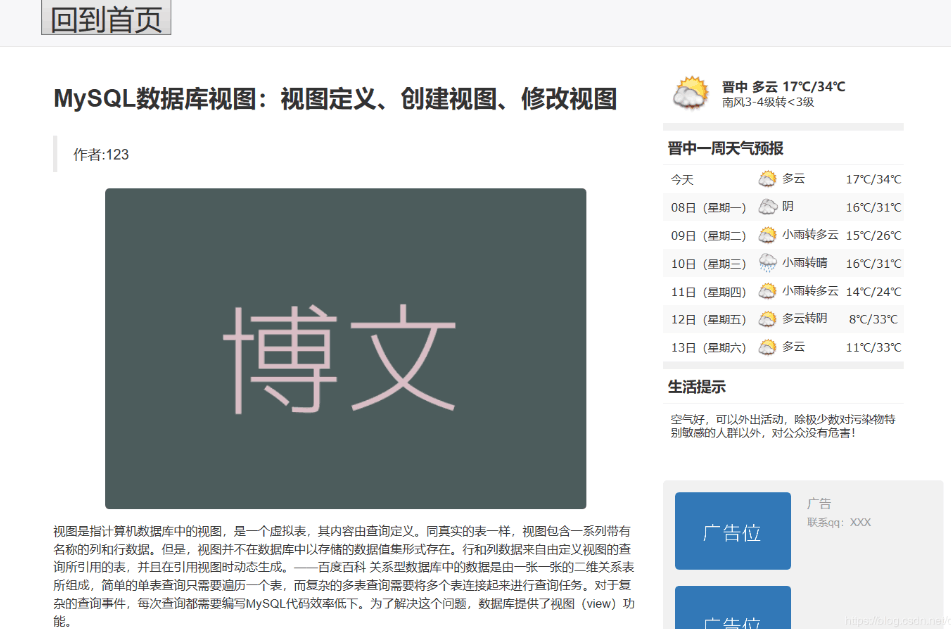 回到首页
MySQL数据库视图：视图定义、创建视图、修改视图
作者:123
博文
视图是指计算机数据库中的视图，是一个虚拟表，其内容由查询定义。同真实的表一样，视图包含一系列带有
名称的列和行数据。但是，视图并不在数据库中以存储的数据值集形式存在。行和列数据来自由定义视图的查
询所引用的表，并且在引用视图时动态生成。——百度百科 关系型数据库中的数据是由一张一张的二维关系表
所组成，简单的单表查询只需要遍历一个表，而复杂的多表查询需要将多个表连接起来进行查询任务。对于复
杂的查询事件，每次查询都需要编写MySQL代码效率低下。为了解决这个问题，数据库提供了视图（view）功
能。
晋中 多云 17℃/34℃
南风3-4级转<3级
晋中一周天气预报
今天 多云 17℃/34℃
08日（星期一） 阴 16℃/31℃
09日（星期二） 小雨转多云 15℃/26℃
10日（星期三） 小雨转晴 16℃/31℃
11日（星期四） 小雨转多云 14℃/24℃
12日（星期五） 多云转阴 8℃/33℃
13日（星期六） 多云 11℃/33℃
生活提示
空气好，可以外出活动，除极少数对污染物特
别敏感的人群以外，对公众没有危害！
广告位
广告
联系qq：XXX
广告位